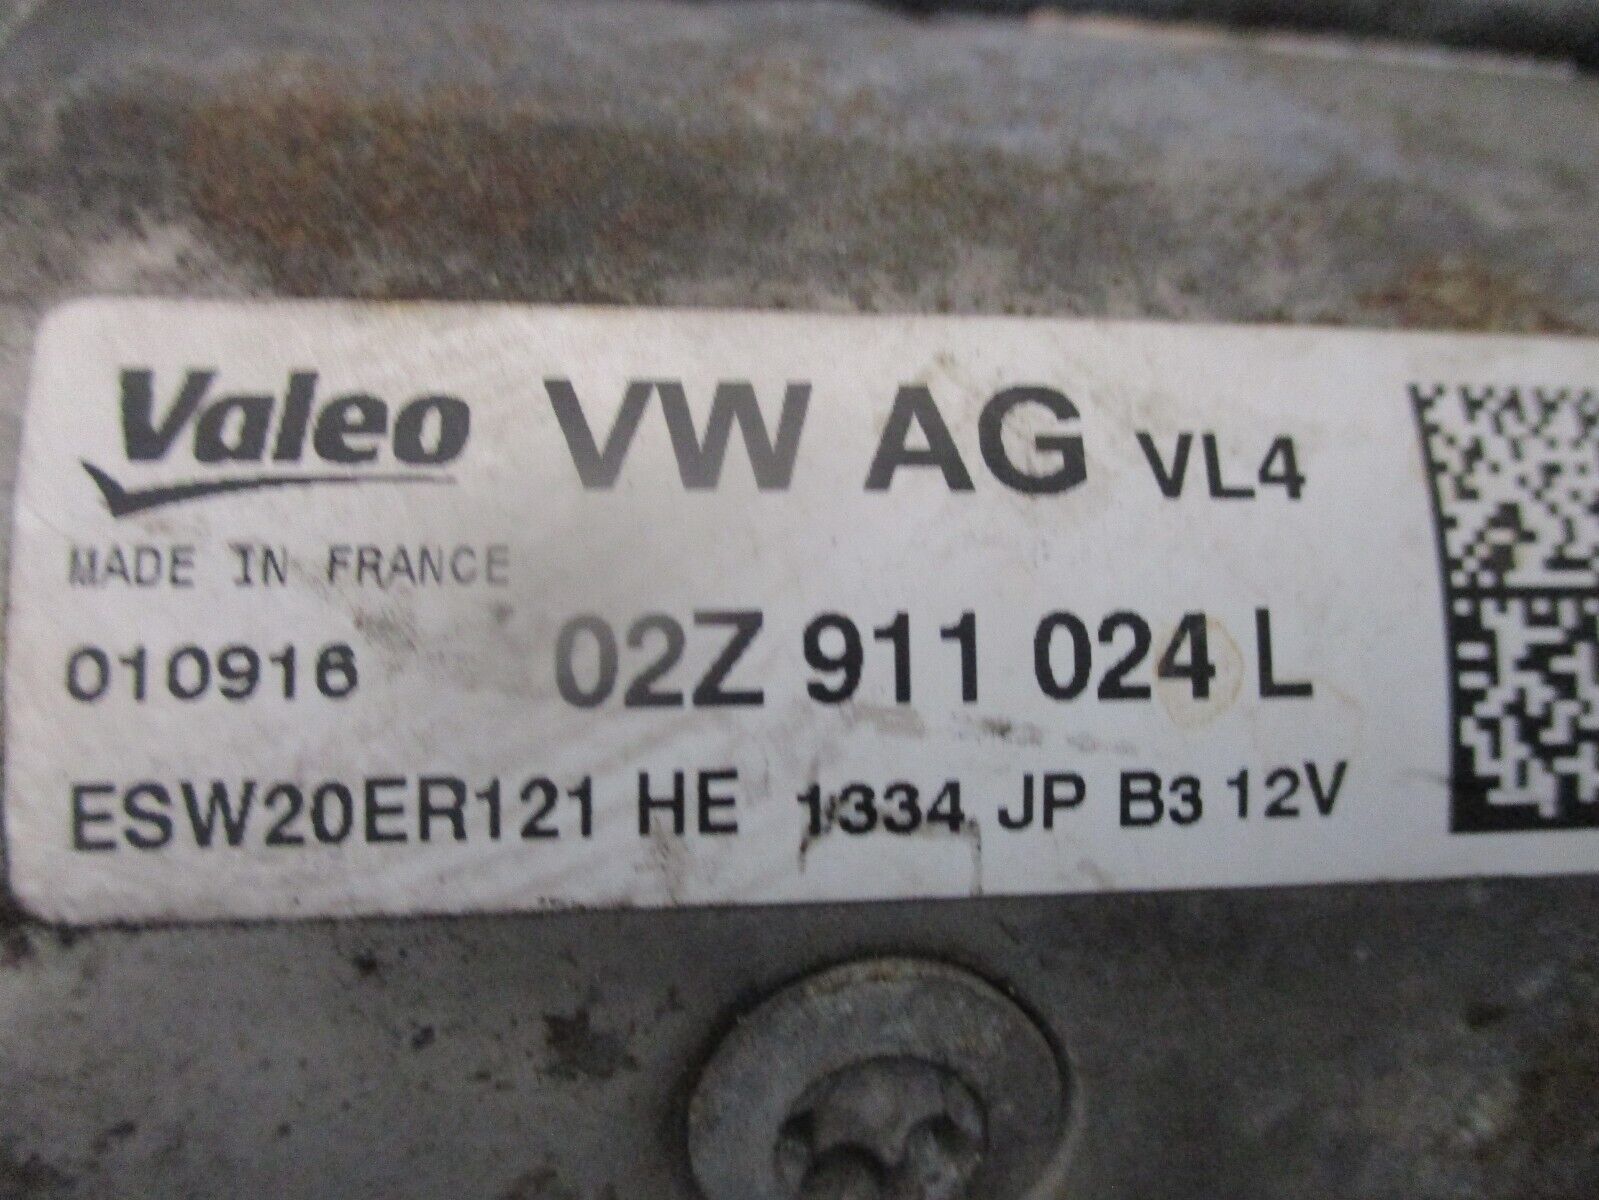 Valeo VW AG VL4
MADE IN FRANCE
010916 02Z 911 024 L
ESW20ER121 HE 1334 JP B3 12V